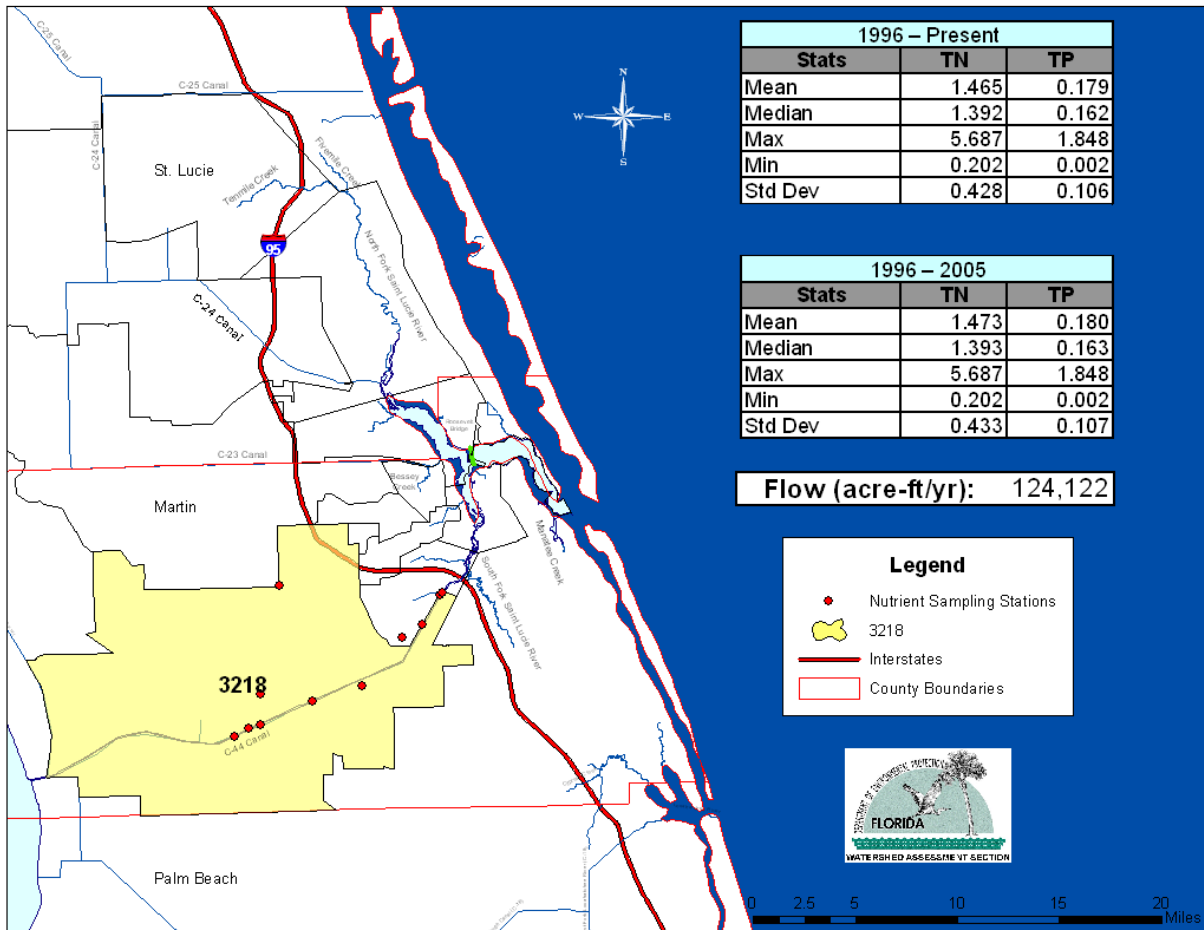 C-25 Canal
C-25 Canal
C-24 Canal
St. Lucie
Tenmile Creek
Fivemile Creek
95
North Fork Saint Lucie River
C-24 Canal
Roosevelt
Bridge
C-23 Canal
Bessey
Creek
Martin
Manatee Creek
South Fork Saint Lucie River
3218
C-44 Canal
Palm Beach
N
W
E
S
1996 – Present
Stats TN TP
Mean 1.465 0.179
Median 1.392 0.162
Max 5.687 1.848
Min 0.202 0.002
Std Dev 0.428 0.106
1996 – 2005
Stats TN TP
Mean 1.473 0.180
Median 1.393 0.163
Max 5.687 1.848
Min 0.202 0.002
Std Dev 0.433 0.107
Flow (acre-ft/yr): 124,122
Legend
Nutrient Sampling Stations
3218
Interstates
County Boundaries
DEPARTMENT OF ENVIRONMENTAL PROTECTION
FLORIDA
WATERSHED ASSESSMENT SECTION
0 2.5 5 10 15 20
Miles